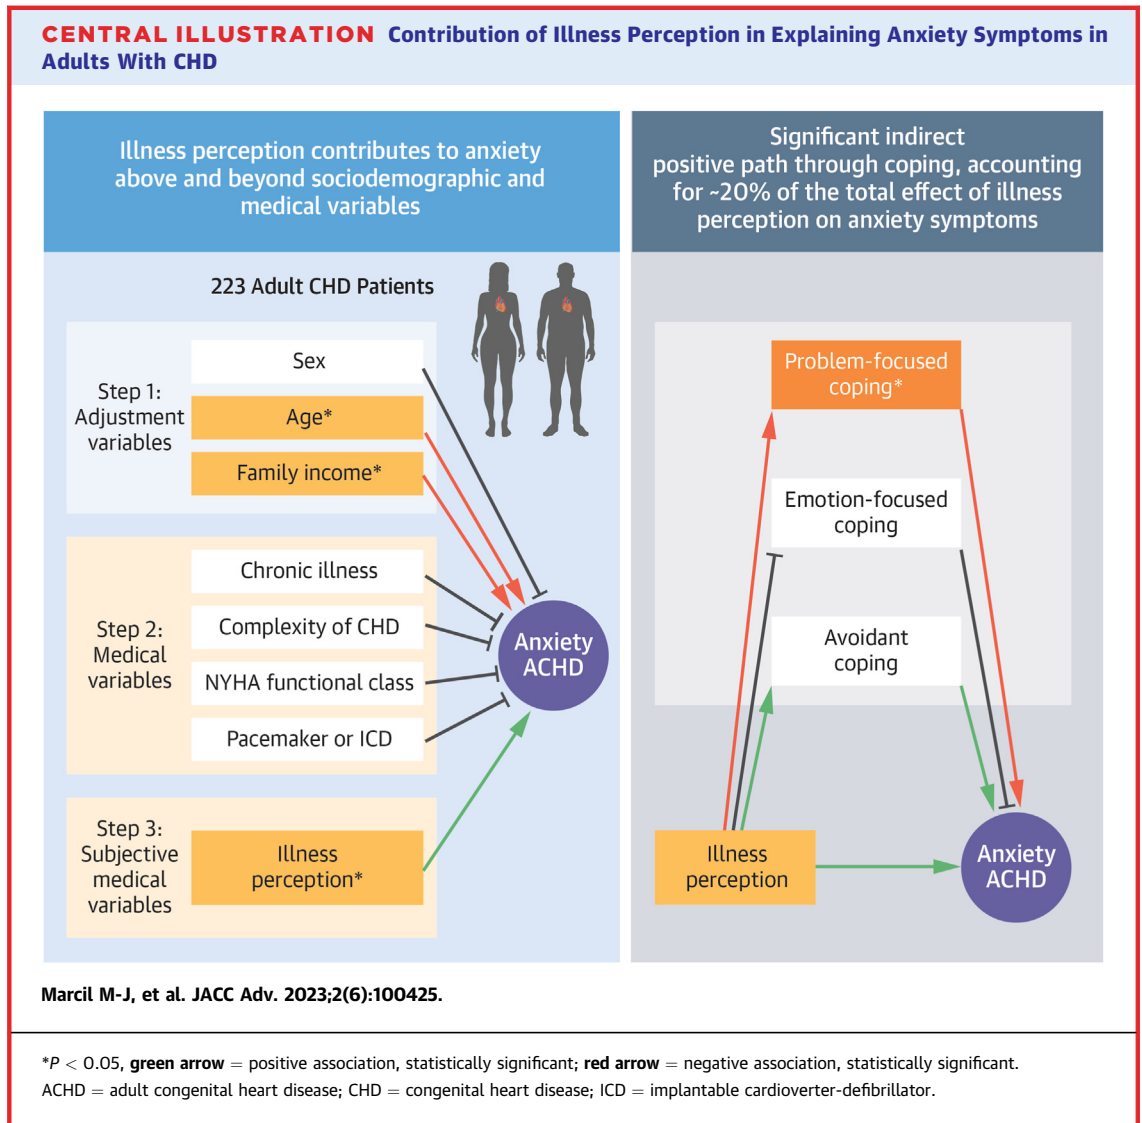 CENTRAL ILLUSTRATION Contribution of Illness Perception in Explaining Anxiety Symptoms in
Adults With CHD
Illness perception contributes to anxiety
above and beyond sociodemographic and
medical variables
223 Adult CHD Patients
Step 1:
Adjustment
variables
Sex
Age*
Family income*
Step 2:
Medical
variables
Chronic illness
Complexity of CHD
NYHA functional class
Pacemaker or ICD
Step 3:
Subjective
medical
variables
Illness
perception*
Anxiety
ACHD
Significant indirect
positive path through coping, accounting
for ~20% of the total effect of illness
perception on anxiety symptoms
Problem-focused
coping*
Emotion-focused
coping
Avoidant
coping
Illness
perception
Anxiety
ACHD
Marcil M-J, et al. JACC Adv. 2023;2(6):100425.
*P < 0.05, green arrow = positive association, statistically significant; red arrow = negative association, statistically significant.
ACHD = adult congenital heart disease; CHD = congenital heart disease; ICD = implantable cardioverter-defibrillator.